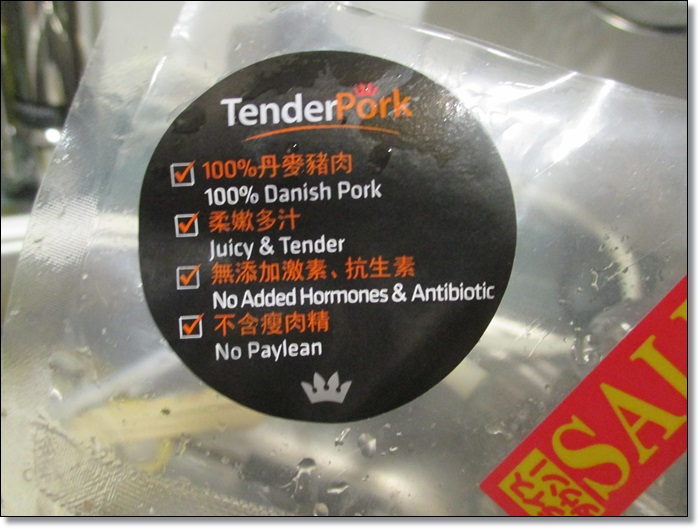 TenderPork
100%丹麥豬肉
100% Danish Pork
柔嫩多汁
Juicy & Tender
無添加激素、抗生素
No Added Hormones & Antibiotic
不含瘦肉精
No Paylean
SAL